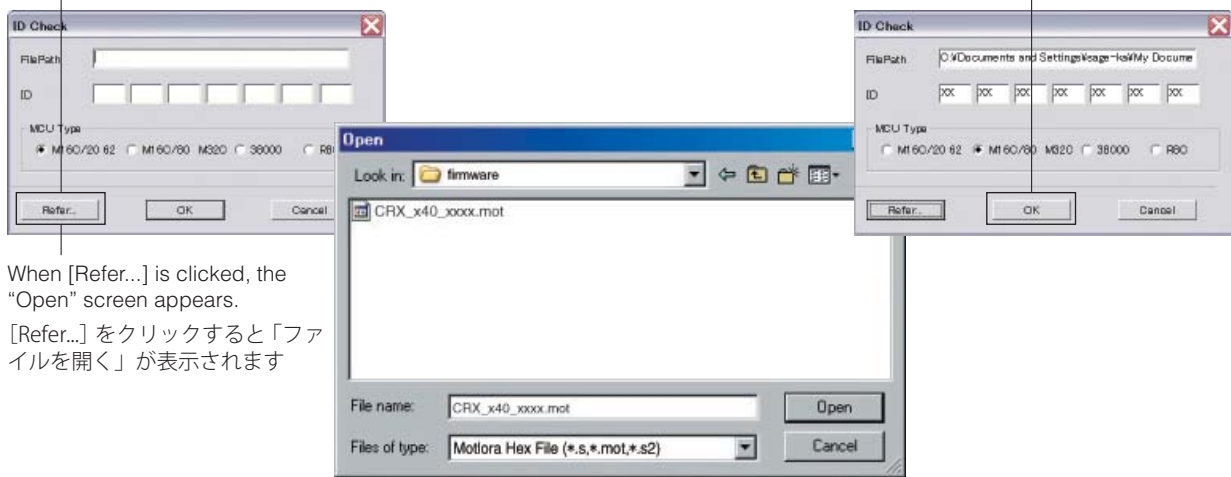 ID Check
FilePath
ID
MCU Type
M16C/20 62 M16C/80 M32C 38000 R8
Refer... OK Cancel
When [Refer...] is clicked, the
“Open” screen appears.
［Refer...］をクリックすると「ファ
イルを開く」が表示されます
Open
Look in: firmware
CRX_x40_xxxx.mot
File name: CRX_x40_xxxx.mot Open
Files of type: Motlora Hex File (*.s,*.mot,*.s2) Cancel
ID Check
FilePath C:¥Documents and Settings¥sage-ka¥My Docume
ID xx xx xx xx xx xx xx
MCU Type
M16C/20 62 M16C/80 M32C 38000 R8C
Refer... OK Cancel